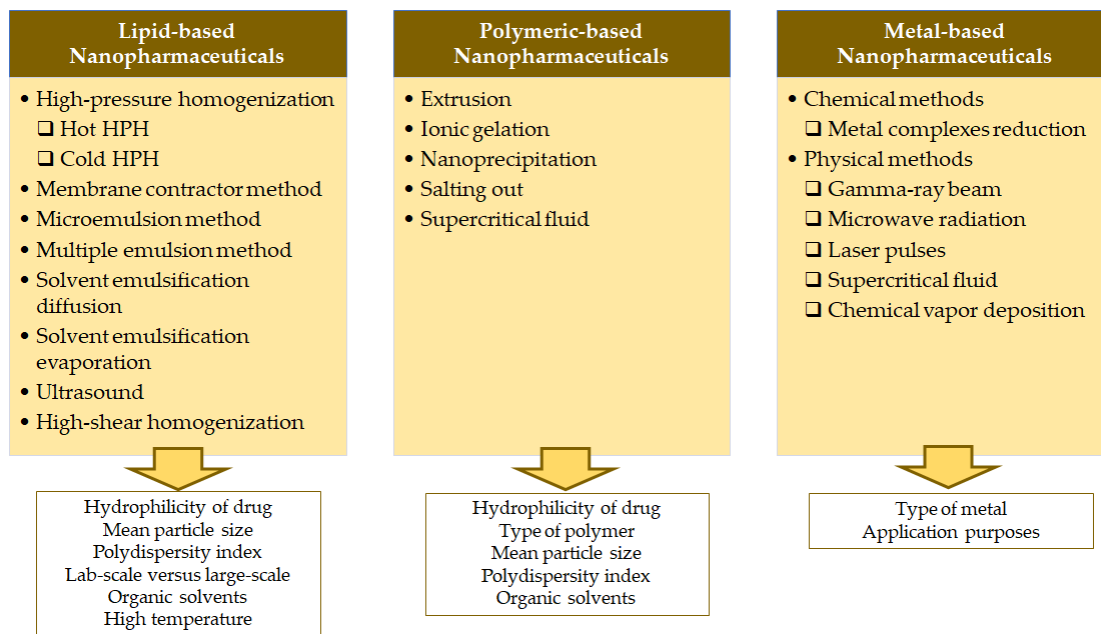 Lipid-based
Nanopharmaceuticals
• High-pressure homogenization
❑ Hot HPH
❑ Cold HPH
• Membrane contractor method
• Microemulsion method
• Multiple emulsion method
• Solvent emulsification
diffusion
• Solvent emulsification
evaporation
• Ultrasound
• High-shear homogenization
Hydrophilicity of drug
Mean particle size
Polydispersity index
Lab-scale versus large-scale
Organic solvents
High temperature
Polymeric-based
Nanopharmaceuticals
• Extrusion
• Ionic gelation
• Nanoprecipitation
• Salting out
• Supercritical fluid
Hydrophilicity of drug
Type of polymer
Mean particle size
Polydispersity index
Organic solvents
Metal-based
Nanopharmaceuticals
• Chemical methods
❑ Metal complexes reduction
• Physical methods
❑ Gamma-ray beam
❑ Microwave radiation
❑ Laser pulses
❑ Supercritical fluid
❑ Chemical vapor deposition
Type of metal
Application purposes